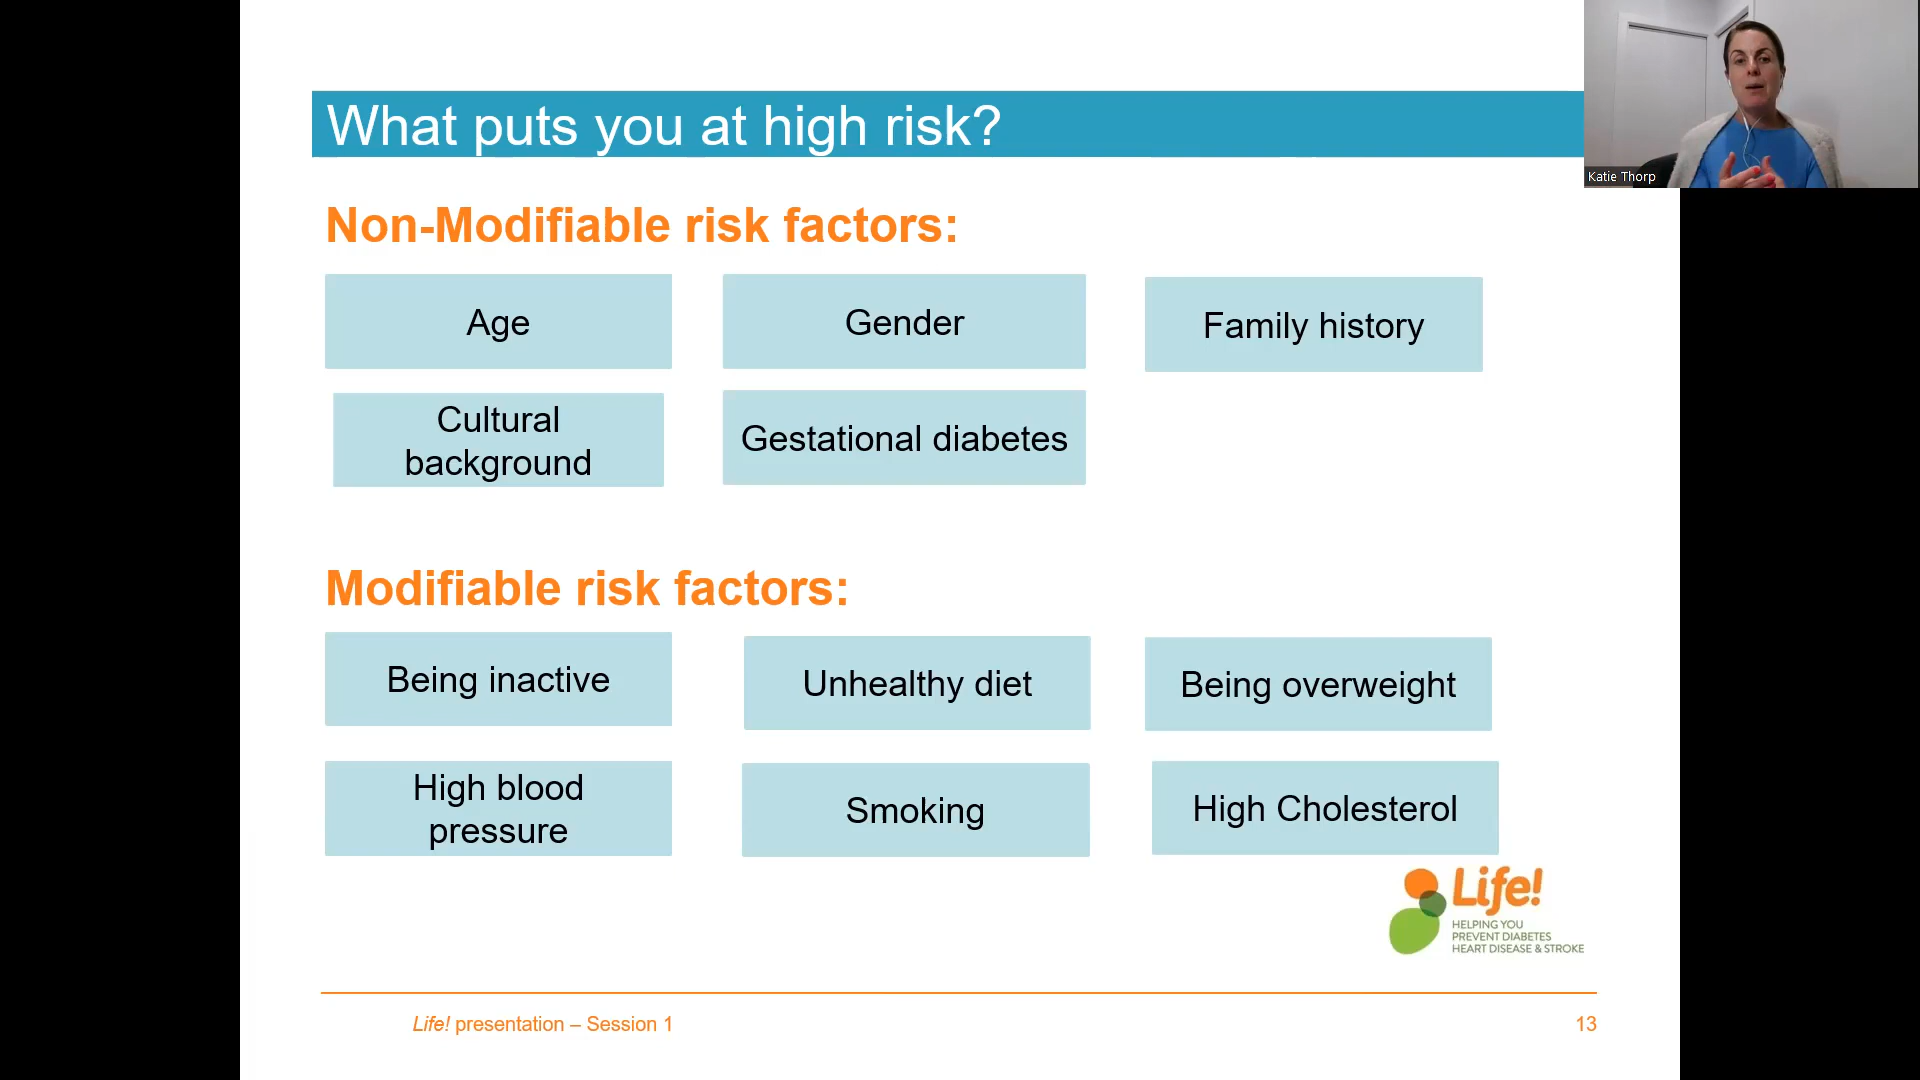 What puts you at high risk?
Katie Thorp
Non-Modifiable risk factors:
Age
Gender
Family history
Cultural
background
Gestational diabetes
Modifiable risk factors:
Being inactive
Unhealthy diet
Being overweight
High blood
pressure
Smoking
High Cholesterol
Life!
HELPING YOU
PREVENT DIABETES
HEART DISEASE & STROKE
Life! presentation – Session 1
13